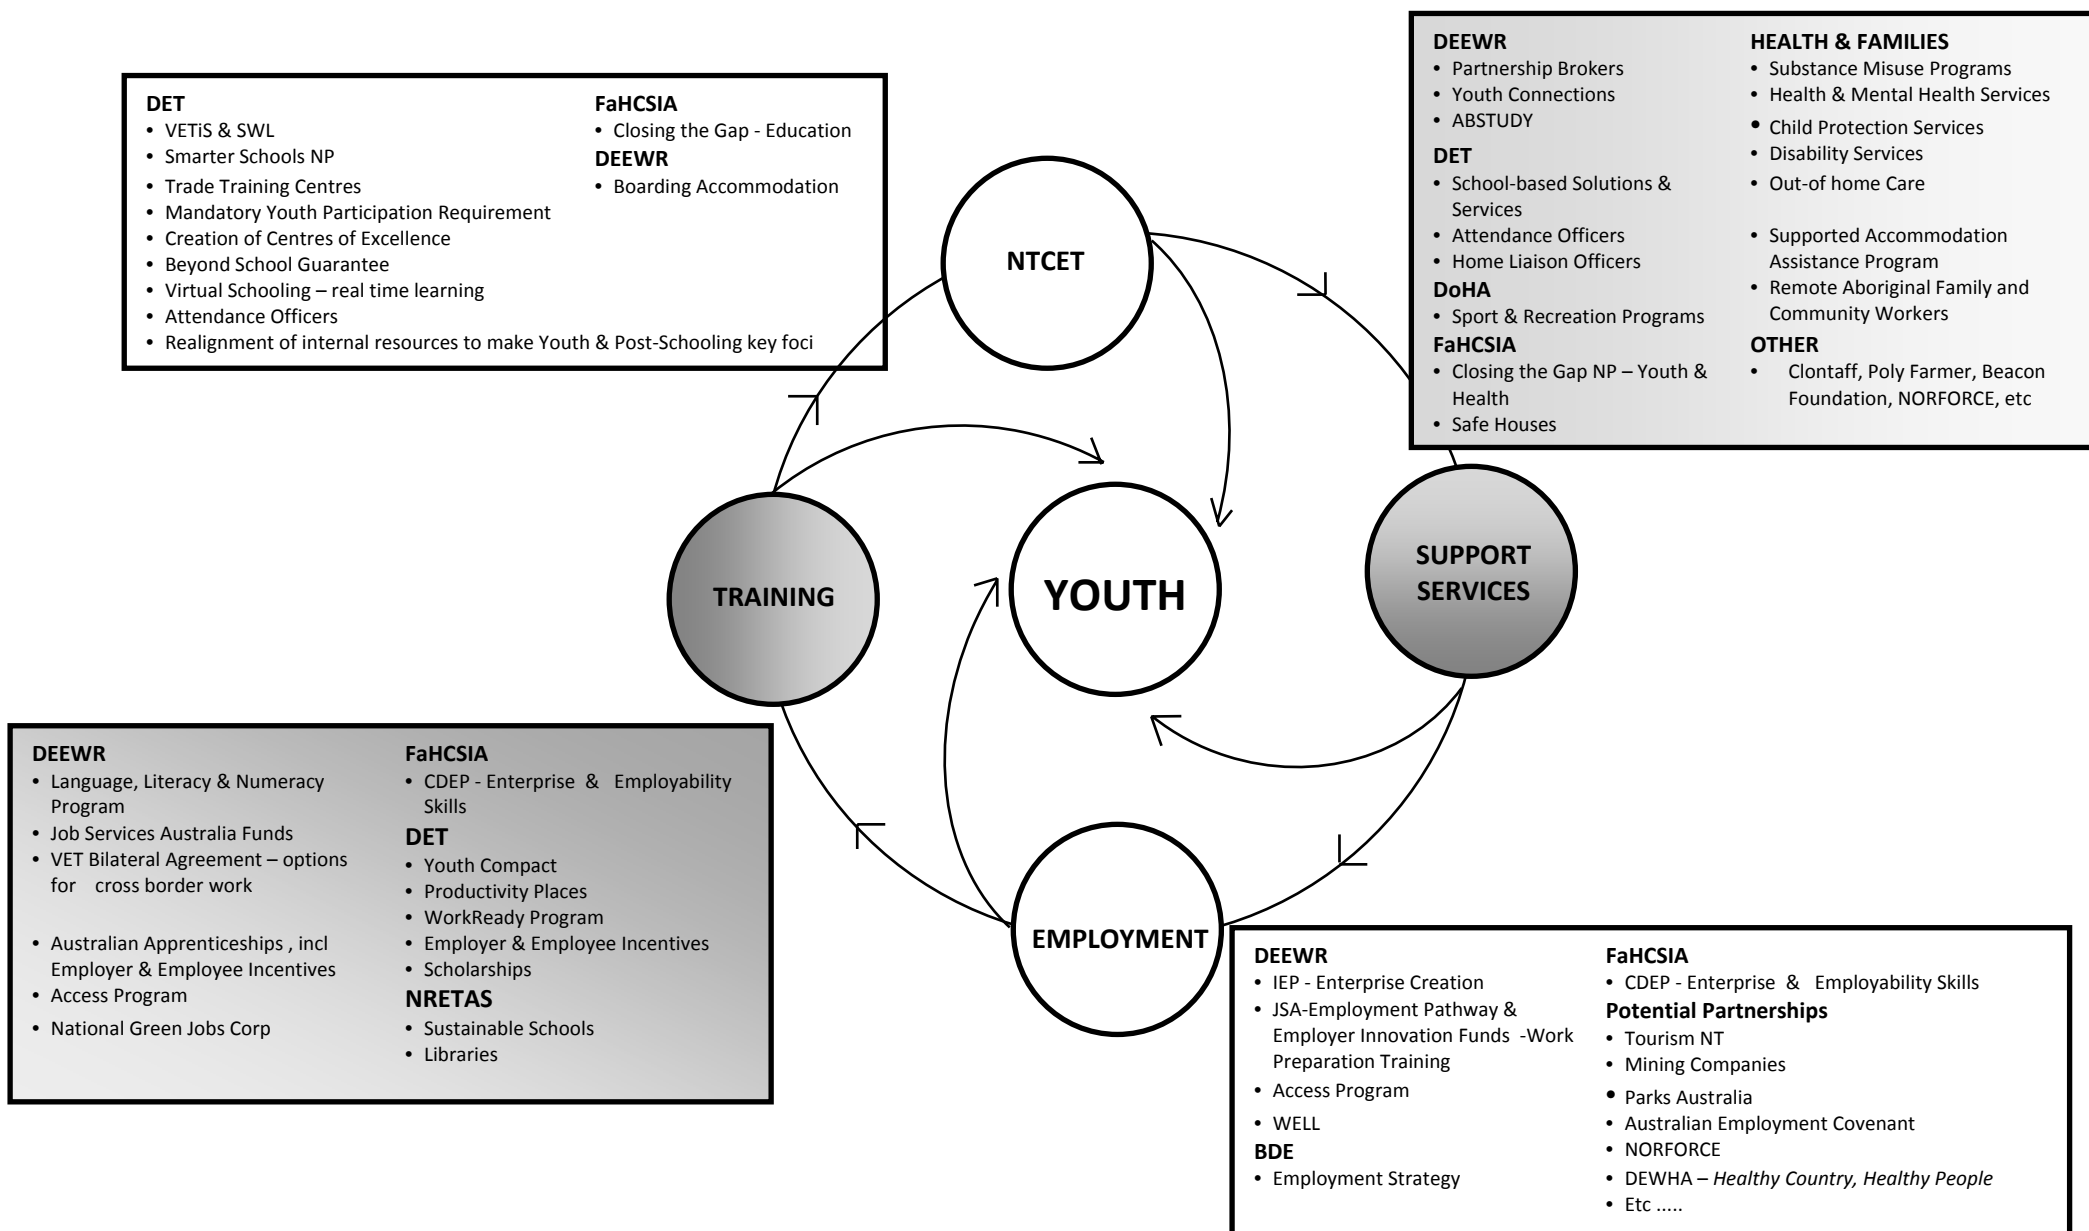 DET
• VETiS & SWL
• Smarter Schools NP
• Trade Training Centres
• Mandatory Youth Participation Requirement
• Creation of Centres of Excellence
• Beyond School Guarantee
• Virtual Schooling – real time learning
• Attendance Officers
• Realignment of internal resources to make Youth & Post-Schooling key foci
FaHCSIA
• Closing the Gap - Education
DEEWR
• Boarding Accommodation
NTCET
DEEWR
• Partnership Brokers
• Youth Connections
• ABSTUDY
DET
• School-based Solutions &
Services
• Attendance Officers
• Home Liaison Officers
DoHA
• Sport & Recreation Programs
FaHCSIA
• Closing the Gap NP – Youth &
Health
• Safe Houses
HEALTH & FAMILIES
• Substance Misuse Programs
• Health & Mental Health Services
• Child Protection Services
• Disability Services
• Out-of home Care
• Supported Accommodation
Assistance Program
• Remote Aboriginal Family and
Community Workers
OTHER
• Clontaff, Poly Farmer, Beacon
Foundation, NORFORCE, etc
TRAINING
YOUTH
SUPPORT
SERVICES
DEEWR
• Language, Literacy & Numeracy
Program
• Job Services Australia Funds
• VET Bilateral Agreement – options
for cross border work
• Australian Apprenticeships , incl
Employer & Employee Incentives
• Access Program
• National Green Jobs Corp
FaHCSIA
• CDEP - Enterprise & Employability
Skills
DET
• Youth Compact
• Productivity Places
• WorkReady Program
• Employer & Employee Incentives
• Scholarships
NRETAS
• Sustainable Schools
• Libraries
EMPLOYMENT
DEEWR
• IEP - Enterprise Creation
• JSA-Employment Pathway &
Employer Innovation Funds -Work
Preparation Training
• Access Program
• WELL
BDE
• Employment Strategy
FaHCSIA
• CDEP - Enterprise & Employability Skills
Potential Partnerships
• Tourism NT
• Mining Companies
• Parks Australia
• Australian Employment Covenant
• NORFORCE
• DEWHA – Healthy Country, Healthy People
• Etc .....